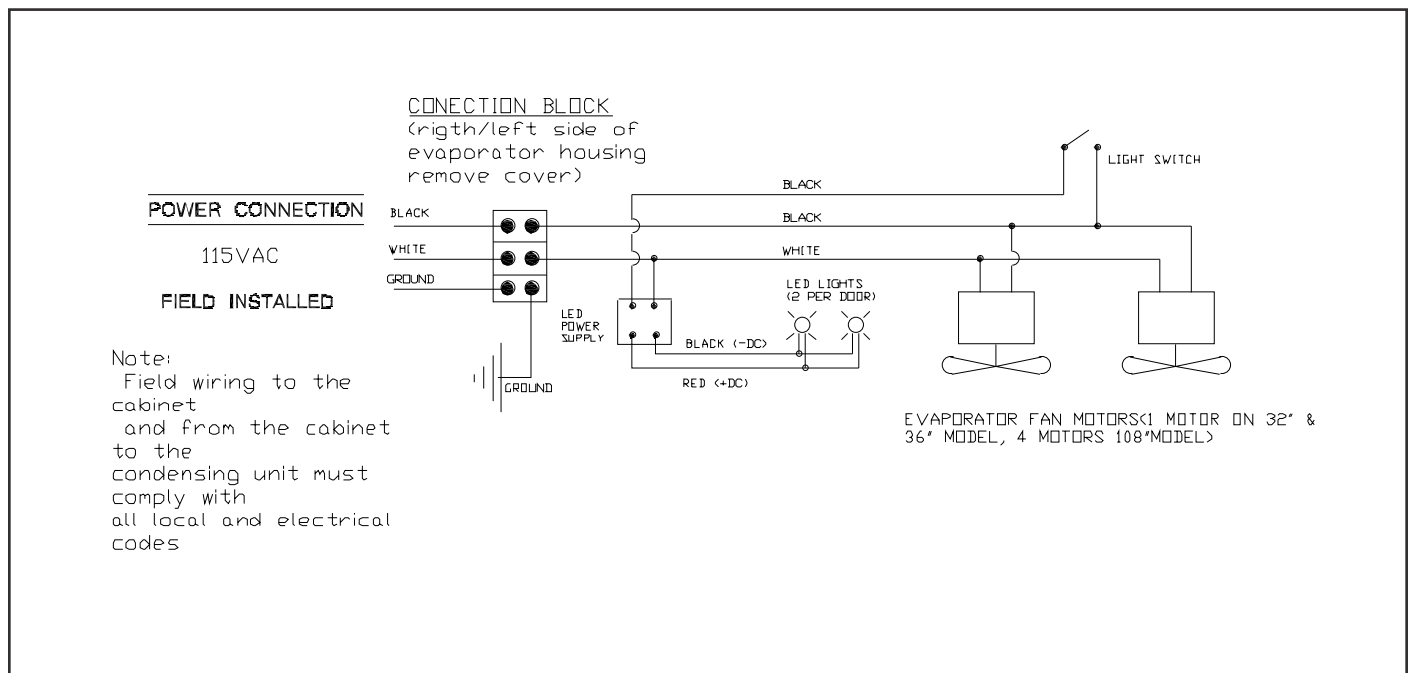 CONECTION BLOCK
(rigth/left side of
evaporator housing
remove cover)
POWER CONNECTION
115VAC
FIELD INSTALLED
BLACK
WHITE
GROUND
BLACK
BLACK
WHITE
LIGHT SWITCH
LED LIGHTS
(2 PER DOOR)
LED
POWER
SUPPLY
BLACK (-DC)
RED (+DC)
GROUND
Note:
Field wiring to the
cabinet
and from the cabinet
to the
condensing unit must
comply with
all local and electrical
codes
EVAPORATOR FAN MOTORS(1 MOTOR ON 32" &
36" MODEL, 4 MOTORS 108"MODEL)